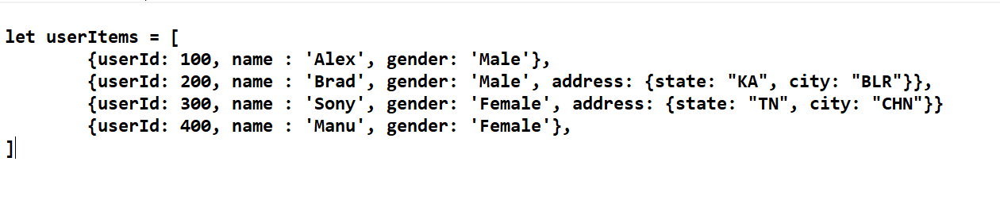 let userItems = [
{userId: 100, name : 'Alex', gender: 'Male'},
{userId: 200, name : 'Brad', gender: 'Male', address: {state: "KA", city: "BLR"}},
{userId: 300, name : 'Sony', gender: 'Female', address: {state: "TN", city: "CHN"}}
{userId: 400, name : 'Manu', gender: 'Female'},
]